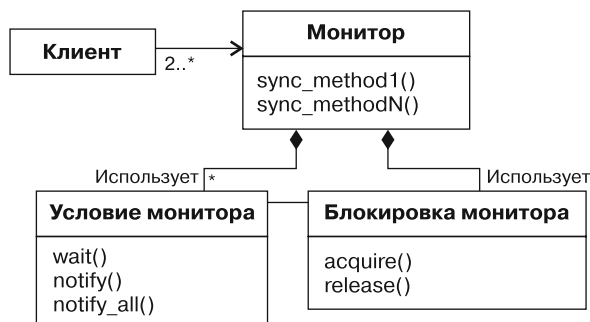 Монитор
Клиент
2..*
sync_method1()
sync_methodN()
Использует *
Использует
Условие монитора
Блокировка монитора
wait()
notify()
notify_all()
acquire()
release()